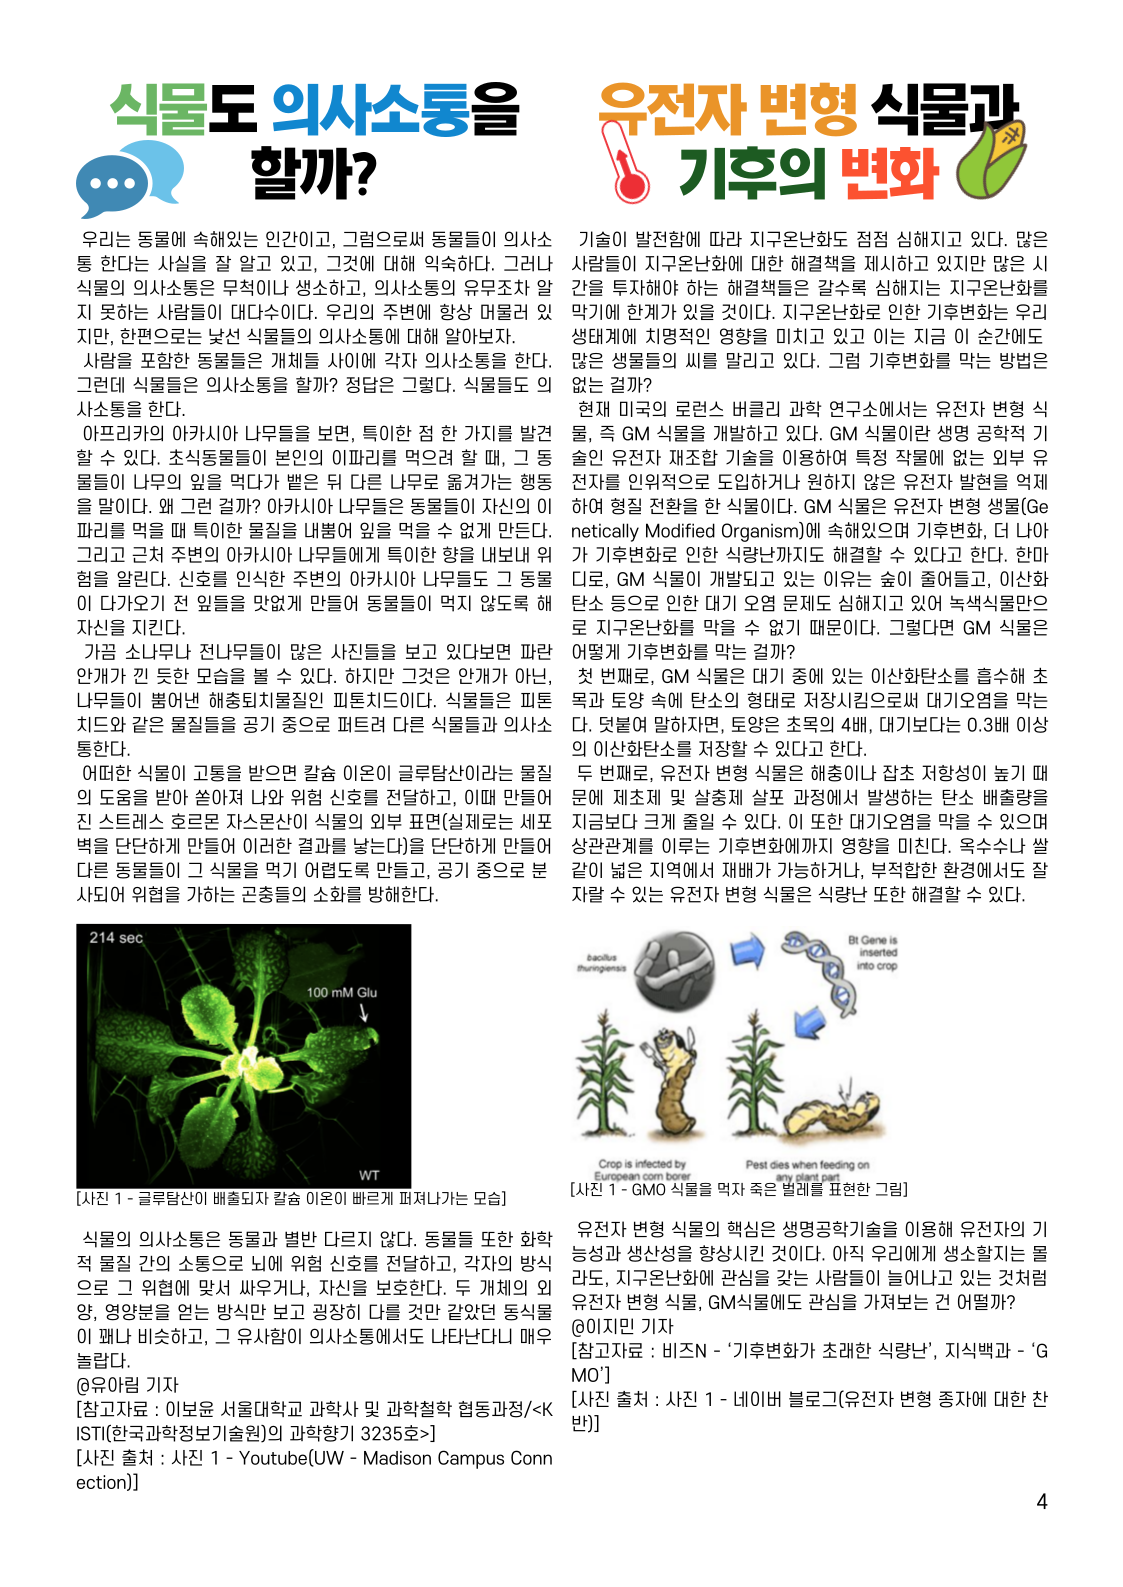 식물도 의사소통을
할까?
우리는 동물에 속해있는 인간이고, 그럼으로써 동물들이 의사소
통 한다는 사실을 잘 알고 있고, 그것에 대해 익숙하다. 그러나
식물의 의사소통은 무척이나 생소하고, 의사소통의 유무조차 알
지 못하는 사람들이 대다수이다. 우리의 주변에 항상 머물러 있
지만, 한편으로는 낯선 식물들의 의사소통에 대해 알아보자.
사람을 포함한 동물들은 개체들 사이에 각자 의사소통을 한다.
그런데 식물들은 의사소통을 할까? 정답은 그렇다. 식물들도 의
사소통을 한다.
아프리카의 아카시아 나무들을 보면, 특이한 점 한 가지를 발견
할 수 있다. 초식동물들이 본인의 이파리를 먹으려 할 때, 그 동
물들이 나무의 잎을 먹다가 뱉은 뒤 다른 나무로 옮겨가는 행동
을 말이다. 왜 그런 걸까? 아카시아 나무들은 동물들이 자신의 이
파리를 먹을 때 특이한 물질을 내뿜어 잎을 먹을 수 없게 만든다.
그리고 근처 주변의 아카시아 나무들에게 특이한 향을 내보내 위
험을 알린다. 신호를 인식한 주변의 아카시아 나무들도 그 동물
이 다가오기 전 잎들을 맛없게 만들어 동물들이 먹지 않도록 해
자신을 지킨다.
가끔 소나무나 전나무들이 많은 사진들을 보고 있다보면 파란
안개가 낀 듯한 모습을 볼 수 있다. 하지만 그것은 안개가 아닌,
나무들이 뿜어낸 해충퇴치물질인 피톤치드이다. 식물들은 피톤
치드와 같은 물질들을 공기 중으로 퍼트려 다른 식물들과 의사소
통한다.
어떠한 식물이 고통을 받으면 칼슘 이온이 글루탐산이라는 물질
의 도움을 받아 쏟아져 나와 위험 신호를 전달하고, 이때 만들어
진 스트레스 호르몬 자스몬산이 식물의 외부 표면(실제로는 세포
벽을 단단하게 만들어 이러한 결과를 낳는다)을 단단하게 만들어
다른 동물들이 그 식물을 먹기 어렵도록 만들고, 공기 중으로 분
사되어 위협을 가하는 곤충들의 소화를 방해한다.
214 sec
100 mM Glu
WT
[사진 1 - 글루탐산이 배출되자 칼슘 이온이 빠르게 퍼져나가는 모습]
식물의 의사소통은 동물과 별반 다르지 않다. 동물들 또한 화학
적 물질 간의 소통으로 뇌에 위험 신호를 전달하고, 각자의 방식
으로 그 위협에 맞서 싸우거나, 자신을 보호한다. 두 개체의 외
양, 영양분을 얻는 방식만 보고 굉장히 다를 것만 같았던 동식물
이 꽤나 비슷하고, 그 유사함이 의사소통에서도 나타난다니 매우
놀랍다.
@유아림 기자
[참고자료 : 이보윤 서울대학교 과학사 및 과학철학 협동과정/<K
ISTI(한국과학정보기술원)의 과학향기 3235호>]
[사진 출처 : 사진 1 - Youtube(UW - Madison Campus Conn
ection)]
유전자 변형 식물과
기후의 변화
기술이 발전함에 따라 지구온난화도 점점 심해지고 있다. 많은
사람들이 지구온난화에 대한 해결책을 제시하고 있지만 많은 시
간을 투자해야 하는 해결책들은 갈수록 심해지는 지구온난화를
막기에 한계가 있을 것이다. 지구온난화로 인한 기후변화는 우리
생태계에 치명적인 영향을 미치고 있고 이는 지금 이 순간에도
많은 생물들의 씨를 말리고 있다. 그럼 기후변화를 막는 방법은
없는 걸까?
현재 미국의 로런스 버클리 과학 연구소에서는 유전자 변형 식
물, 즉 GM 식물을 개발하고 있다. GM 식물이란 생명 공학적 기
술인 유전자 재조합 기술을 이용하여 특정 작물에 없는 외부 유
전자를 인위적으로 도입하거나 원하지 않은 유전자 발현을 억제
하여 형질 전환을 한 식물이다. GM 식물은 유전자 변형 생물(Ge
netically Modified Organism)에 속해있으며 기후변화, 더 나아
가 기후변화로 인한 식량난까지도 해결할 수 있다고 한다. 한마
디로, GM 식물이 개발되고 있는 이유는 숲이 줄어들고, 이산화
탄소 등으로 인한 대기 오염 문제도 심해지고 있어 녹색식물만으
로 지구온난화를 막을 수 없기 때문이다. 그렇다면 GM 식물은
어떻게 기후변화를 막는 걸까?
첫 번째로, GM 식물은 대기 중에 있는 이산화탄소를 흡수해 초
목과 토양 속에 탄소의 형태로 저장시킴으로써 대기오염을 막는
다. 덧붙여 말하자면, 토양은 초목의 4배, 대기보다는 0.3배 이상
의 이산화탄소를 저장할 수 있다고 한다.
두 번째로, 유전자 변형 식물은 해충이나 잡초 저항성이 높기 때
문에 제초제 및 살충제 살포 과정에서 발생하는 탄소 배출량을
지금보다 크게 줄일 수 있다. 이 또한 대기오염을 막을 수 있으며
상관관계를 이루는 기후변화에까지 영향을 미친다. 옥수수나 쌀
같이 넓은 지역에서 재배가 가능하거나, 부적합한 환경에서도 잘
자랄 수 있는 유전자 변형 식물은 식량난 또한 해결할 수 있다.
bacillus
thuringiensis
Bt Gene is
inserted
into crop
Crop is infected by
European corn borer
Pest dies when feeding on
any plant part
[사진 1 - GMO 식물을 먹자 죽은 벌레를 표현한 그림]
유전자 변형 식물의 핵심은 생명공학기술을 이용해 유전자의 기
능성과 생산성을 향상시킨 것이다. 아직 우리에게 생소할지는 몰
라도, 지구온난화에 관심을 갖는 사람들이 늘어나고 있는 것처럼
유전자 변형 식물, GM식물에도 관심을 가져보는 건 어떨까?
@이지민 기자
[참고자료 : 비즈N - ‘기후변화가 초래한 식량난’, 지식백과 - ‘G
MO’]
[사진 출처 : 사진 1 - 네이버 블로그(유전자 변형 종자에 대한 찬
반)]
4